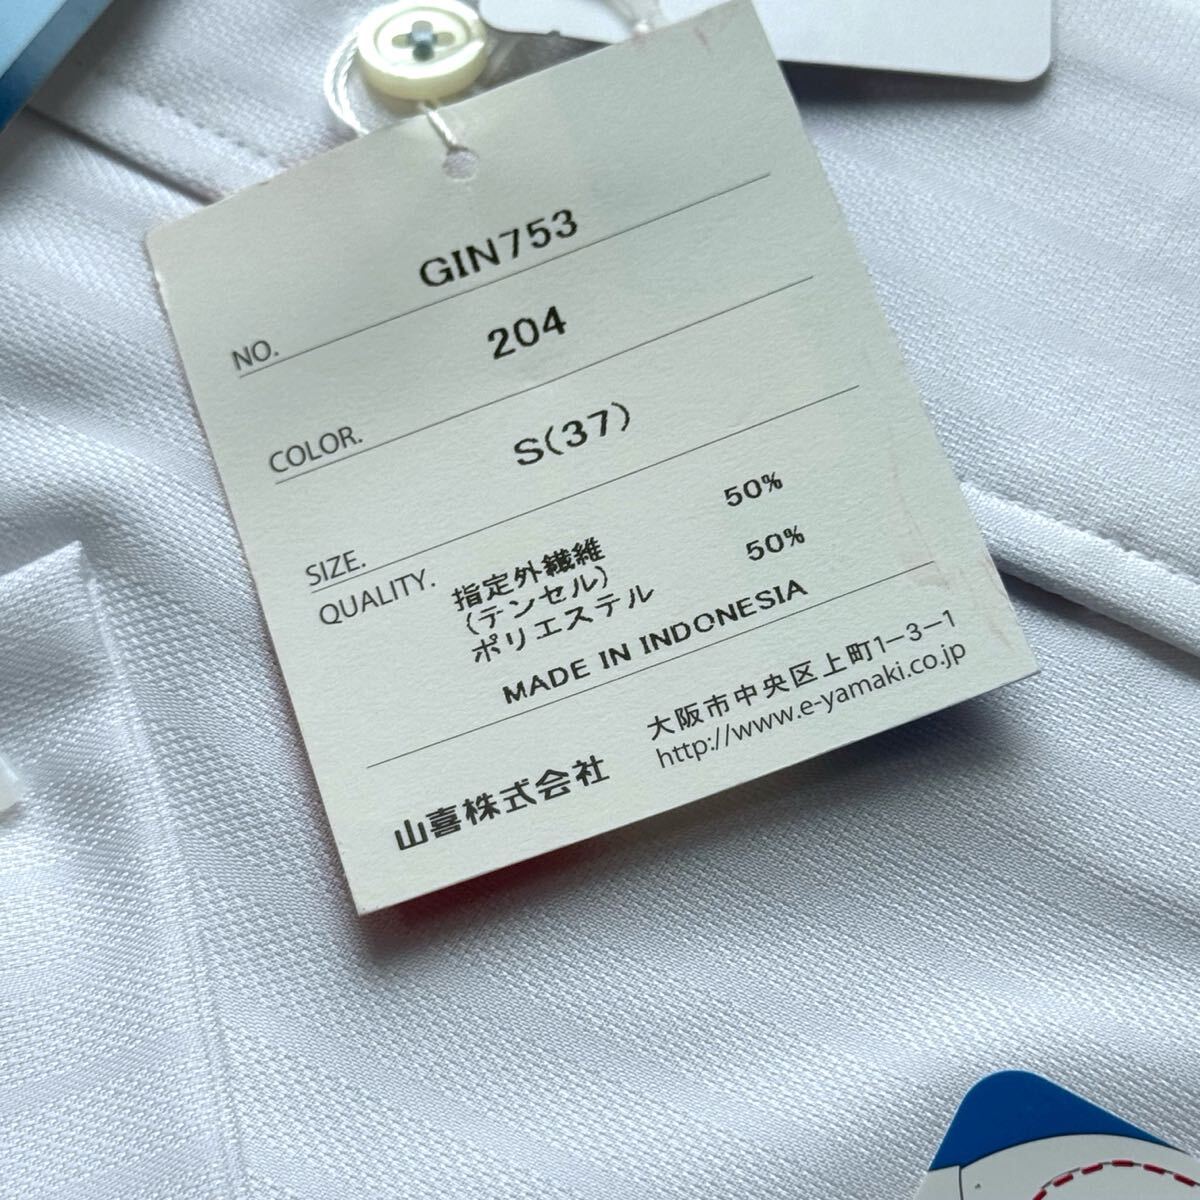 NO. GIN753
COLOR. 204
SIZE. S(37)
QUALITY. 指定外繊維 50%
(テンセル)
ポリエステル 50%
MADE IN INDONESIA
山喜株式会社
大阪市中央区上町1-3-1
http://www.e-yamaki.co.jp